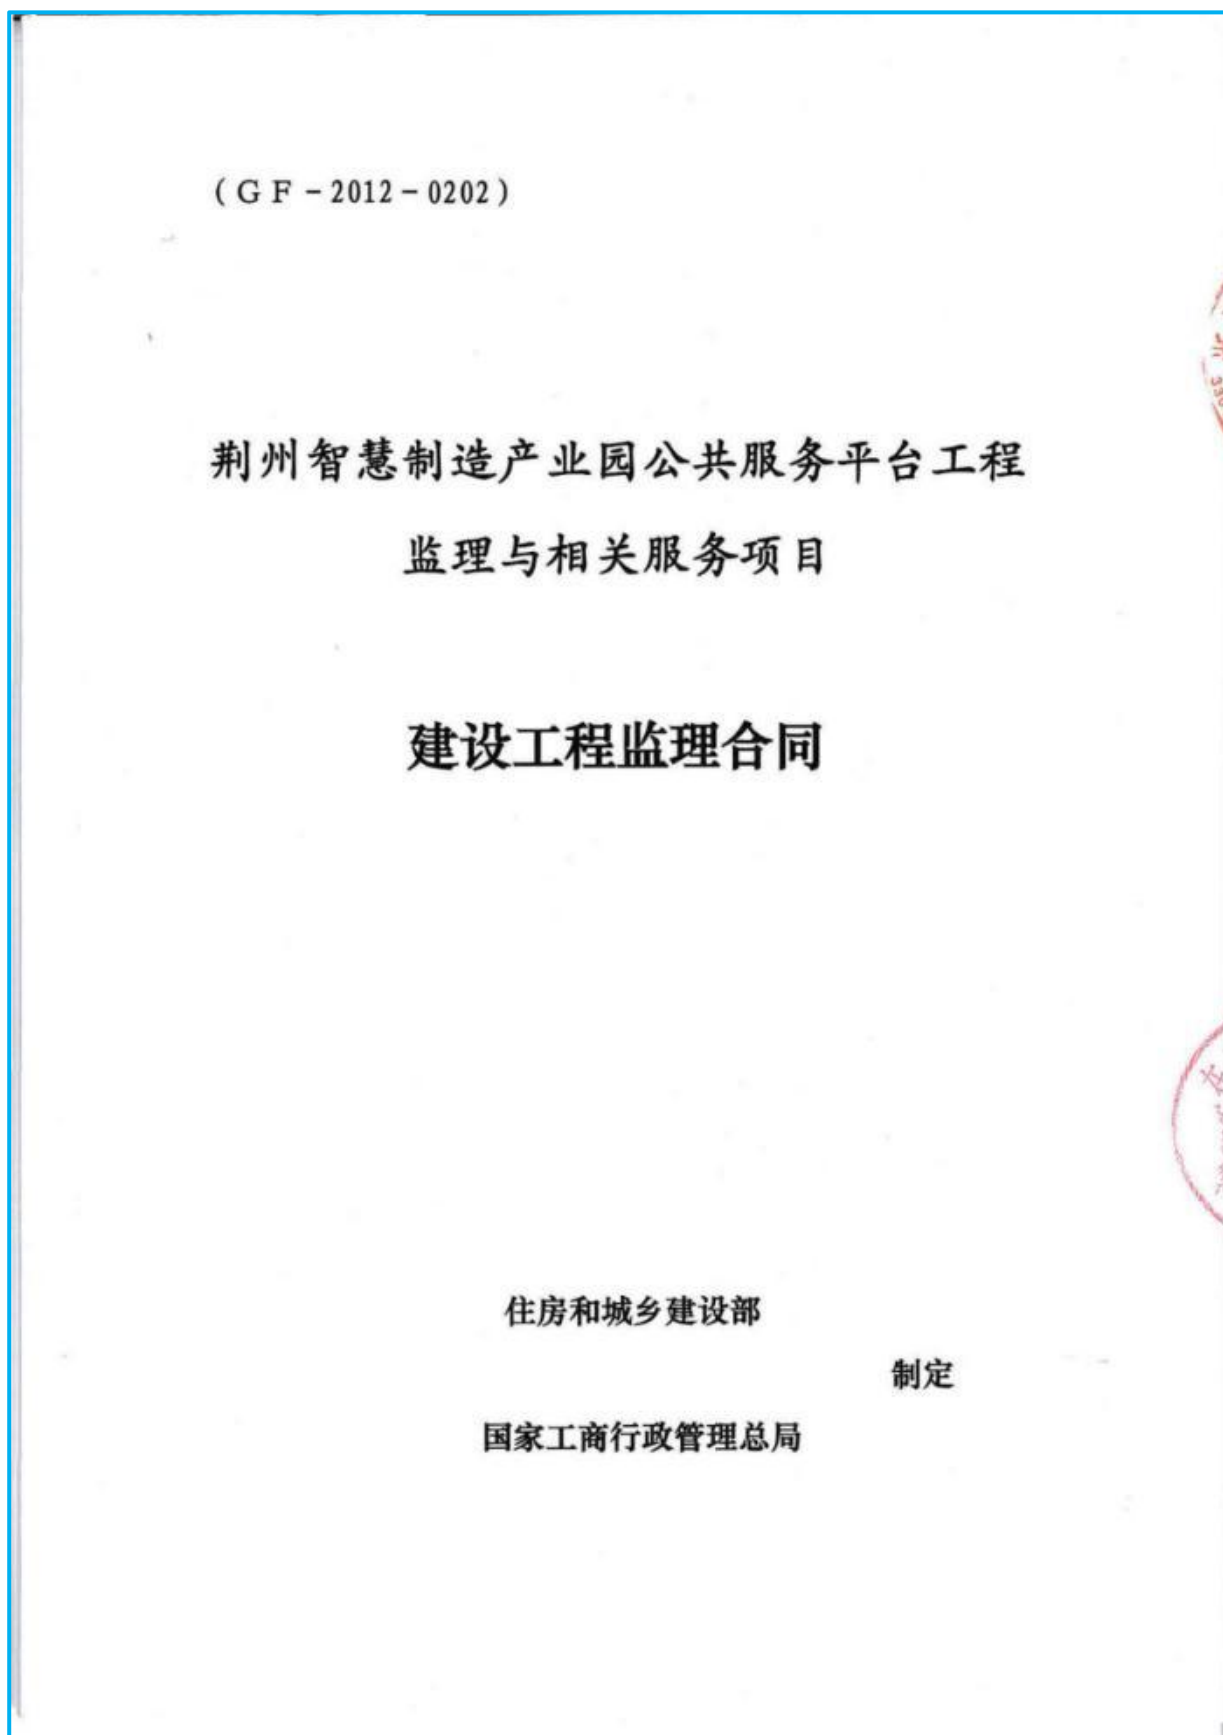 （GF－2012－0202）
荆州智慧制造产业园公共服务平台工程
监理与相关服务项目
建设工程监理合同
住房和城乡建设部
制定
国家工商行政管理总局